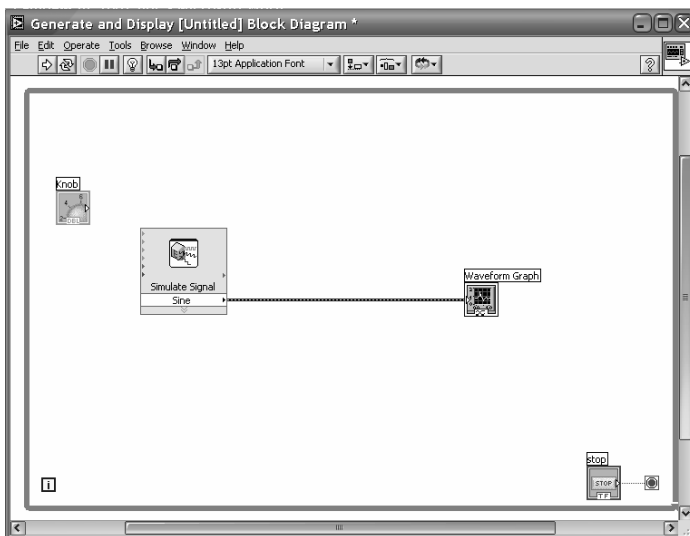 Generate and Display [Untitled] Block Diagram *
File Edit Operate Tools Browse Window Help
13pt Application Font
Knob
DBL
Simulate Signal
Sine
Waveform Graph
i
stop
STOP
TF